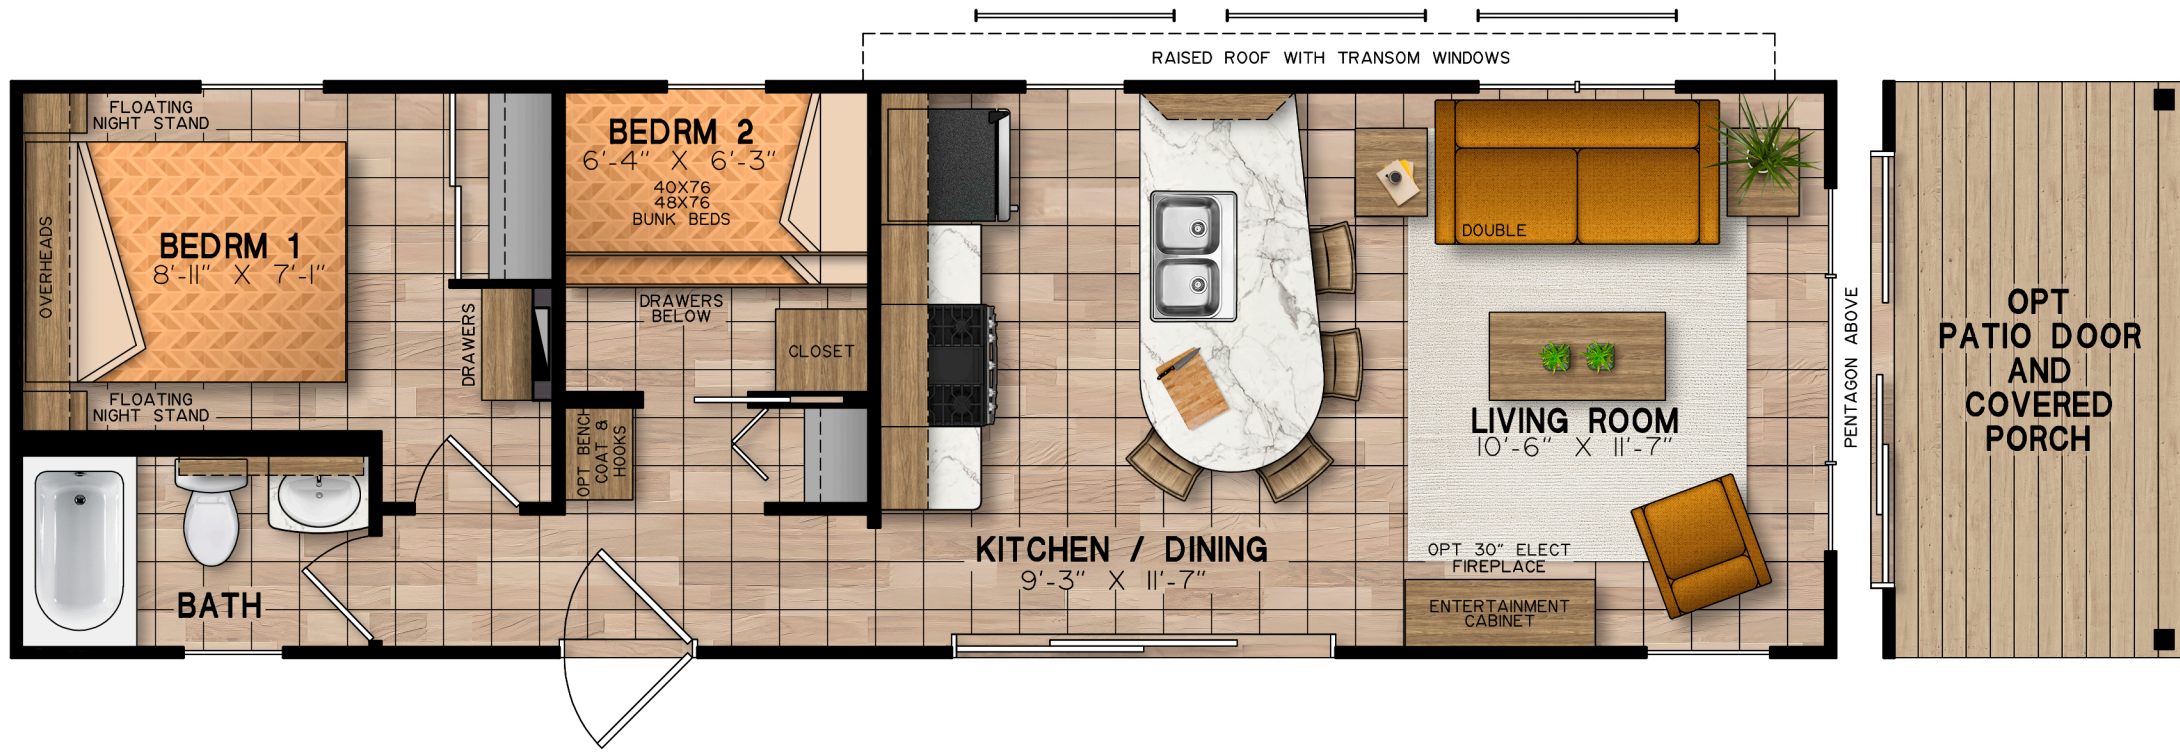 RAISED ROOF WITH TRANSOM WINDOWS
FLOATING
NIGHT STAND
OVERHEADS
BEDRM 1
8'-11" X 7'-1"
FLOATING
NIGHT STAND
DRAWERS
BEDRM 2
6'-4" X 6'-3"
40X76
48X76
BUNK BEDS
DRAWERS
BELOW
CLOSET
OPT BENCH
COAT &
HOOKS
BATH
KITCHEN / DINING
9'-3" X 11'-7"
DOUBLE
LIVING ROOM
10'-6" X 11'-7"
OPT 30" ELECT
FIREPLACE
ENTERTAINMENT
CABINET
PENTAGON ABOVE
OPT
PATIO DOOR
AND
COVERED
PORCH